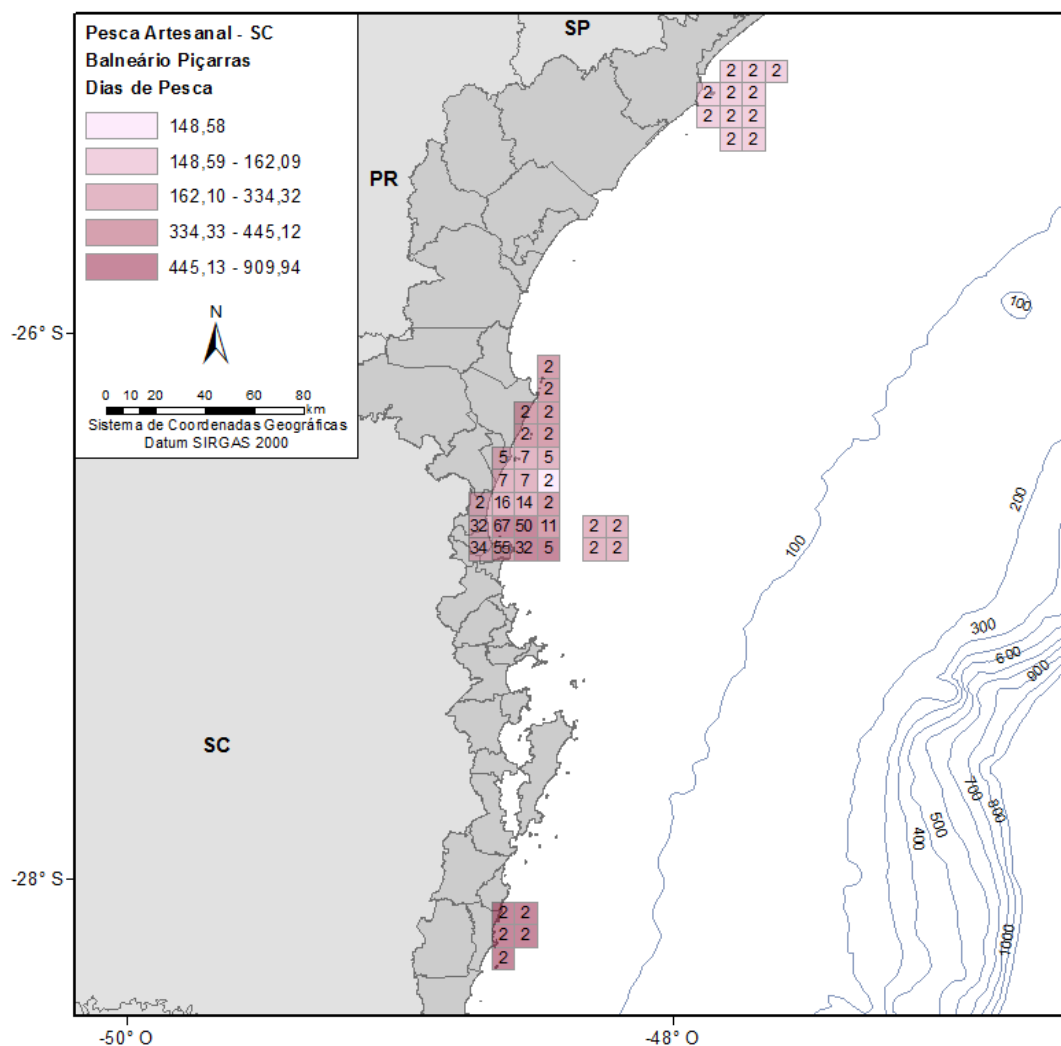 Pesca Artesanal - SC
Balneário Piçarras
Dias de Pesca
148,58
148,59 - 162,09
162,10 - 334,32
334,33 - 445,12
445,13 - 909,94
N
0 10 20 40 60 80
km
Sistema de Coordenadas Geográficas
Datum SIRGAS 2000
SP
PR
SC
2 2 2
2 2 2
2 2 2
2 2
2
2
2 2
2 2
5 7 5
7 7 2
2 16 14 2
32 67 50 11 2 2
34 55 32 5 2 2
2 2
2 2
2
100
100
200
300
600
900
700
800
500
400
1000
-26° S
-28° S
-50° O
-48° O